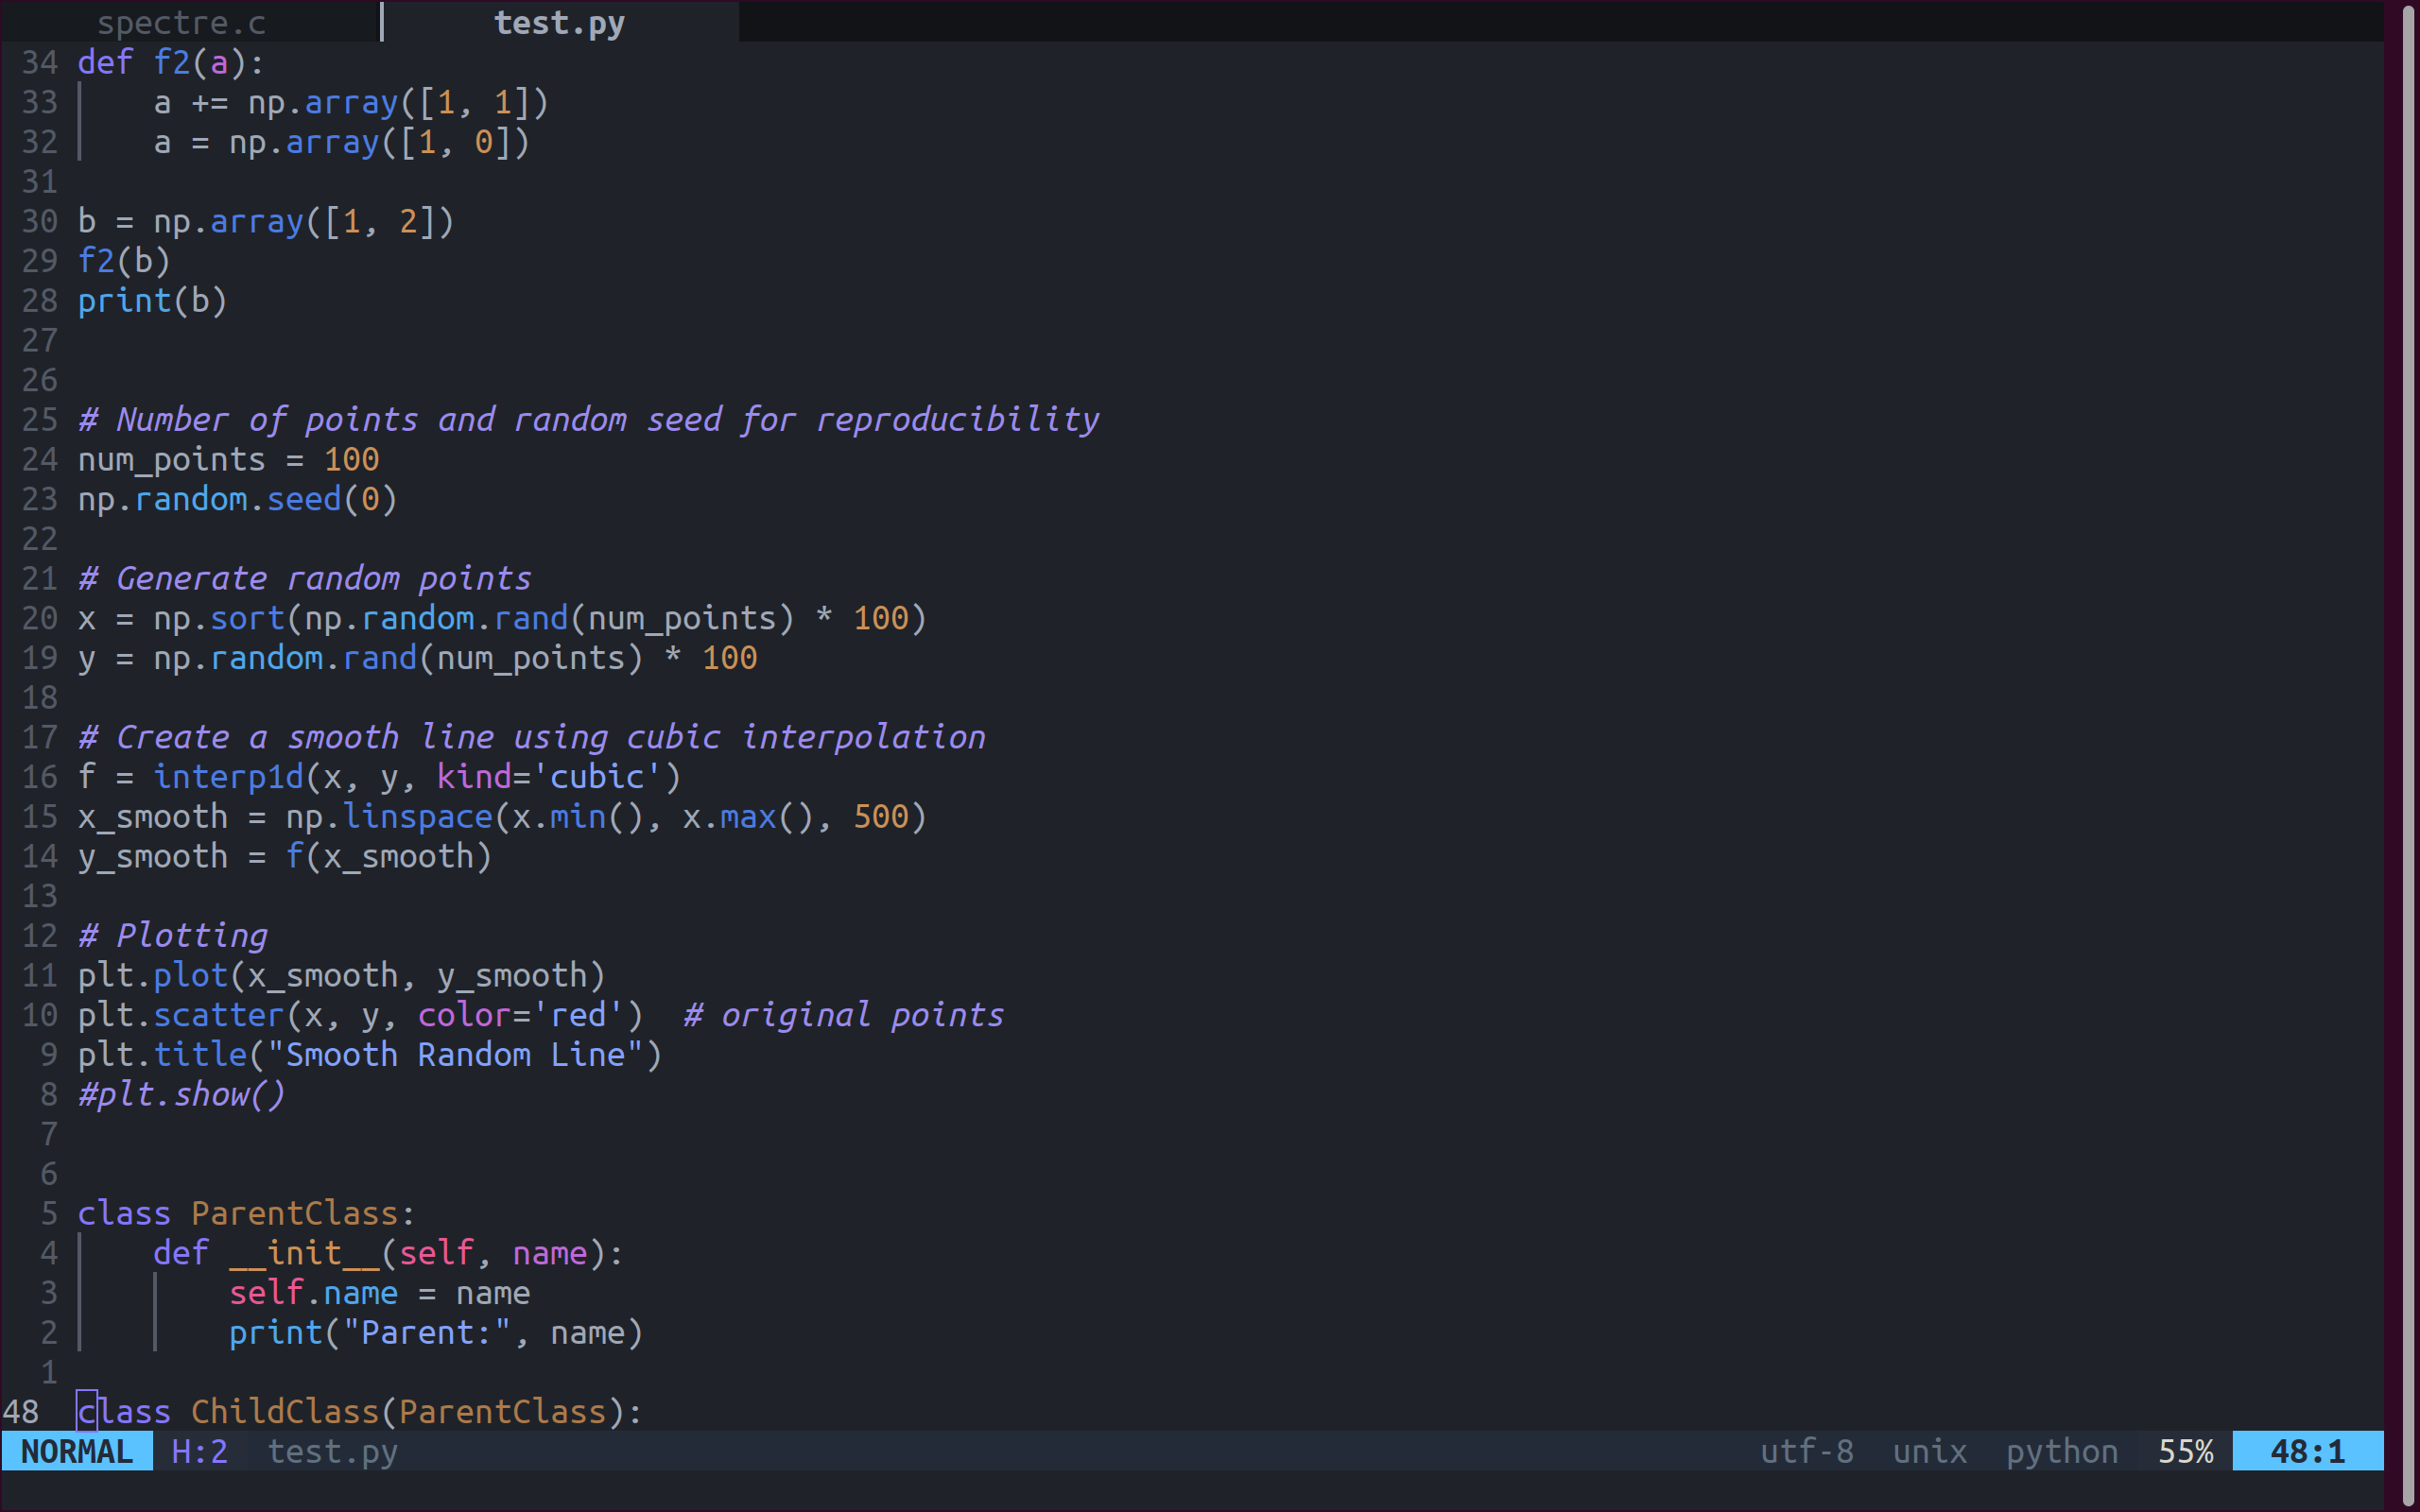 spectre.c test.py
34 def f2(a):
33     a += np.array([1, 1])
32     a = np.array([1, 0])
31
30 b = np.array([1, 2])
29 f2(b)
28 print(b)
27
26
25 # Number of points and random seed for reproducibility
24 num_points = 100
23 np.random.seed(0)
22
21 # Generate random points
20 x = np.sort(np.random.rand(num_points) * 100)
19 y = np.random.rand(num_points) * 100
18
17 # Create a smooth line using cubic interpolation
16 f = interp1d(x, y, kind='cubic')
15 x_smooth = np.linspace(x.min(), x.max(), 500)
14 y_smooth = f(x_smooth)
13
12 # Plotting
11 plt.plot(x_smooth, y_smooth)
10 plt.scatter(x, y, color='red')  # original points
9 plt.title("Smooth Random Line")
8 #plt.show()
7
6
5 class ParentClass:
4     def __init__(self, name):
3         self.name = name
2         print("Parent:", name)
1
48 class ChildClass(ParentClass):
NORMAL H:2 test.py utf-8 unix python 55% 48:1